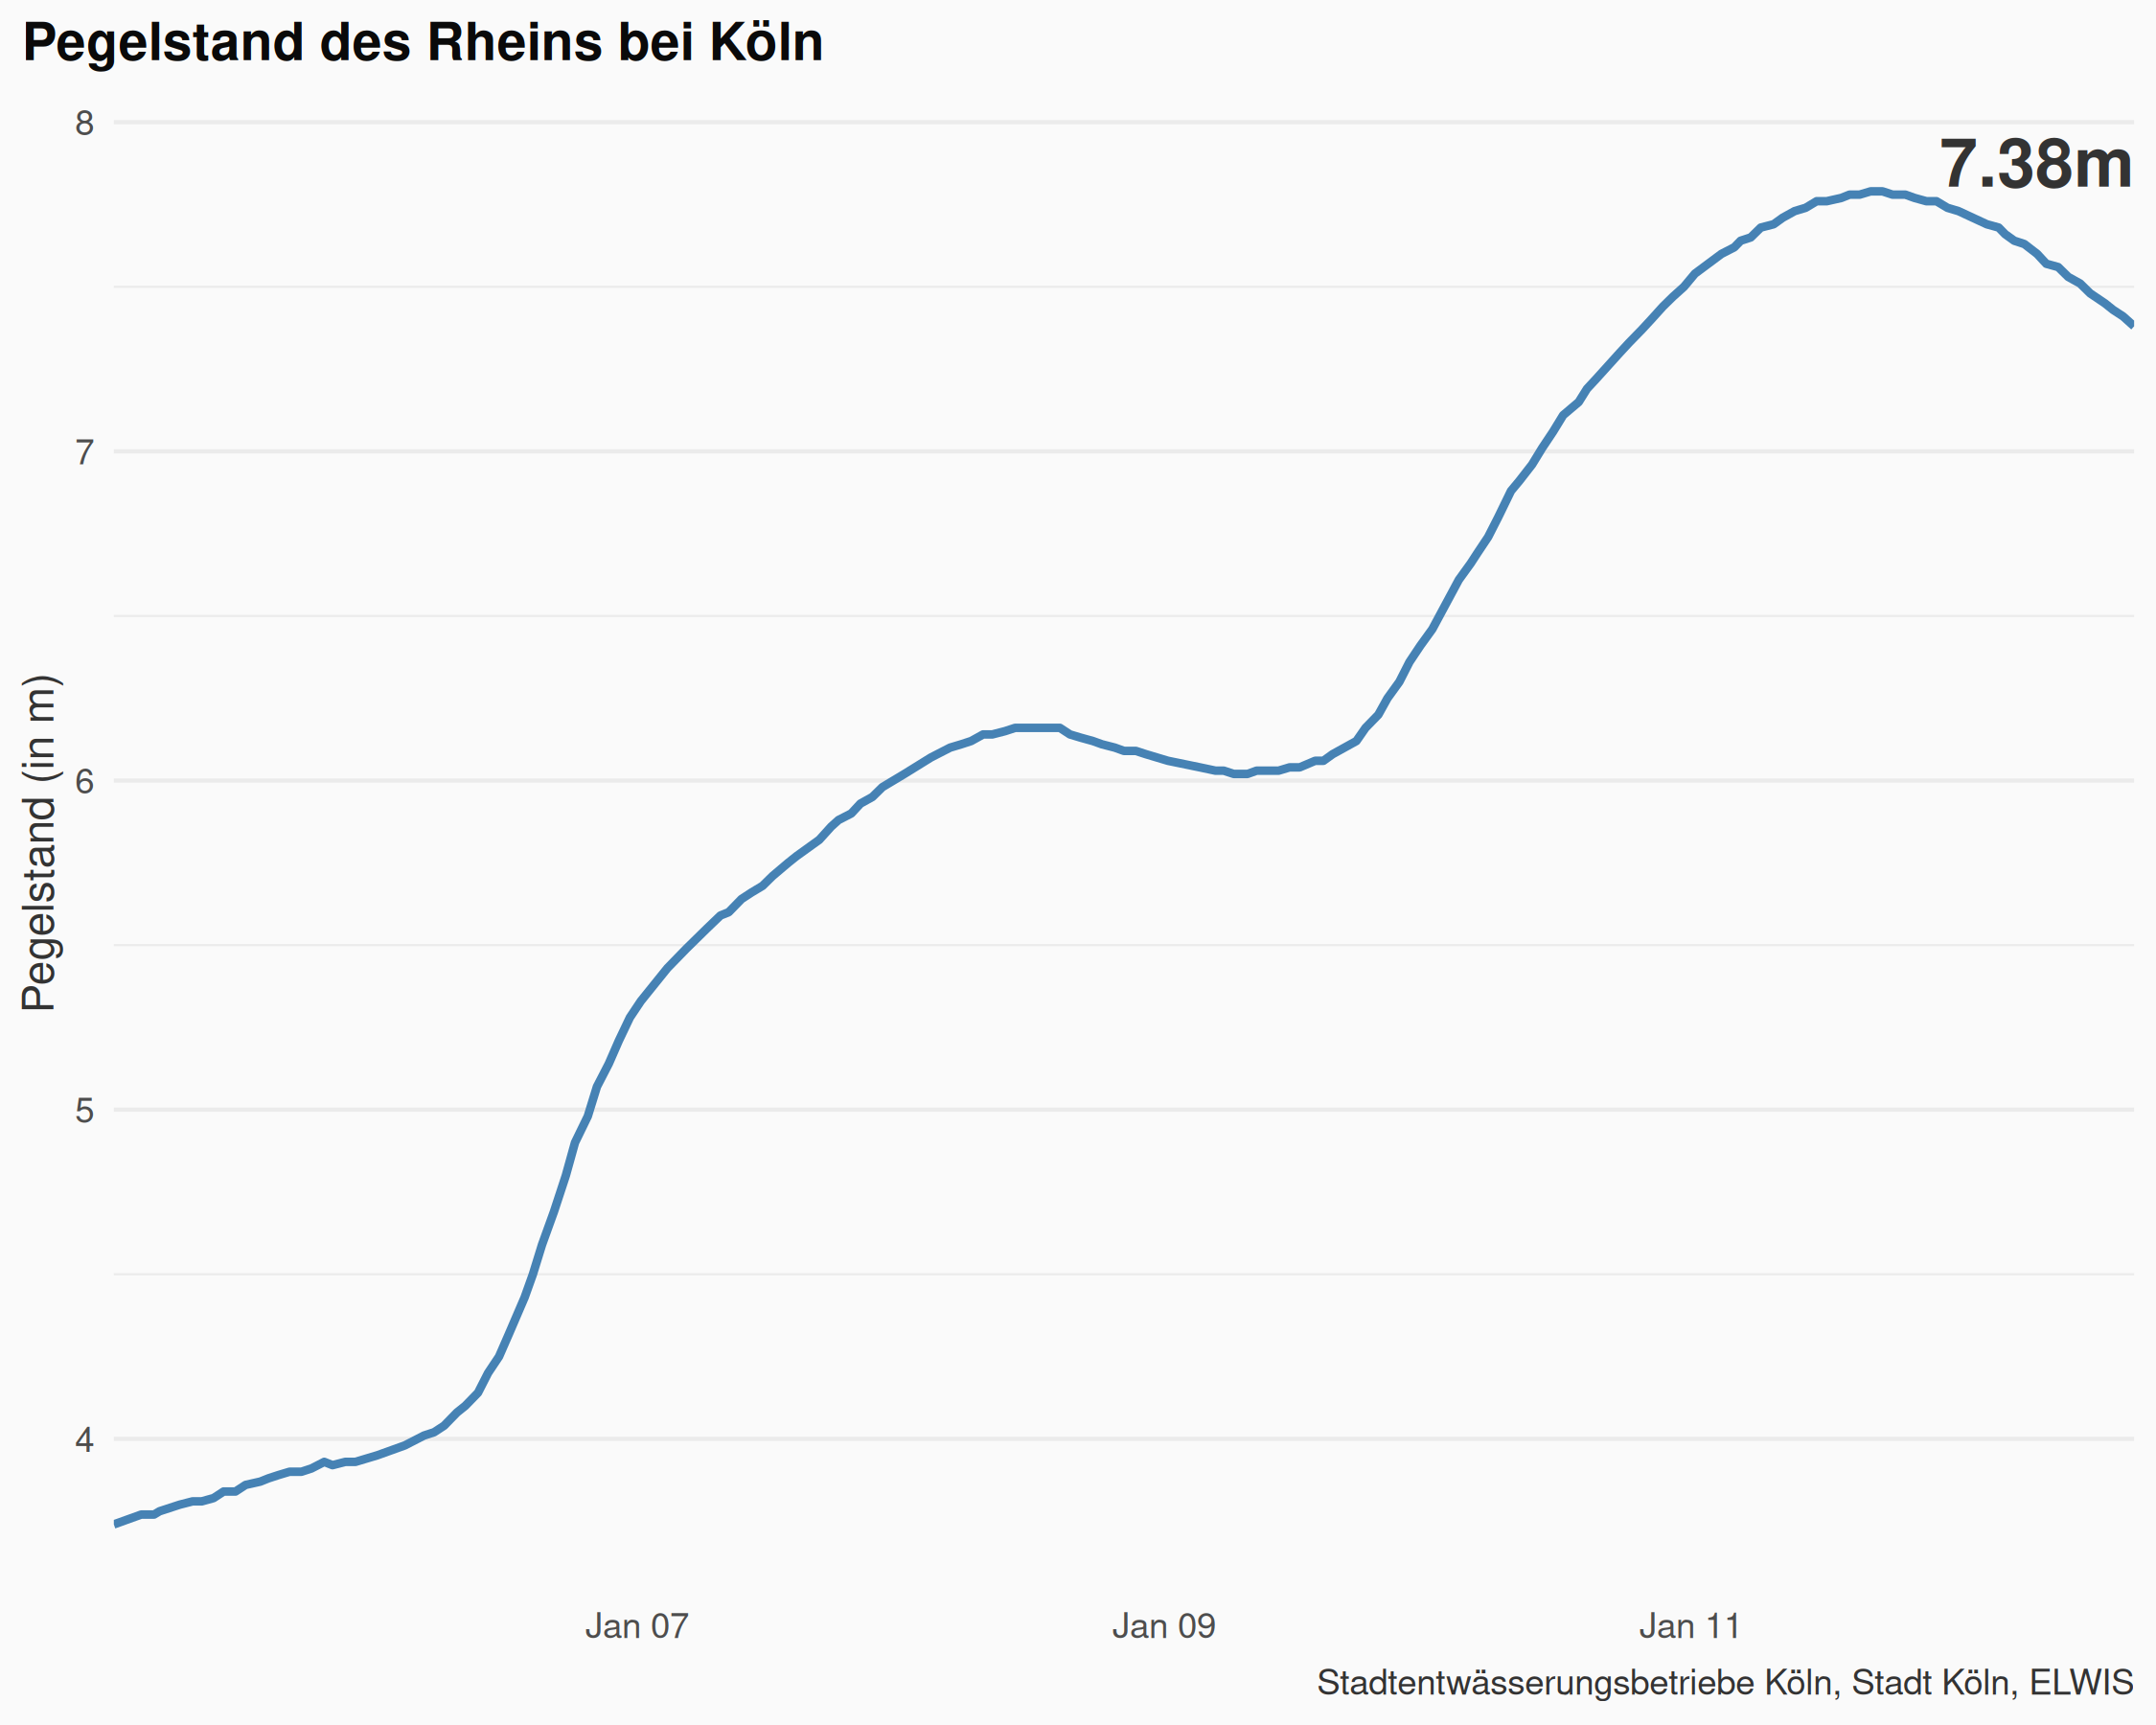 Pegelstand des Rheins bei Köln
8
7.38m
7
Pegelstand (in m)
6
5
4
Jan 07
Jan 09
Jan 11
Stadtentwässerungsbetriebe Köln, Stadt Köln, ELWIS